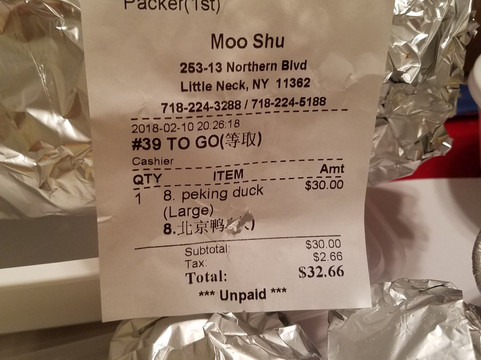 Packer(1st)
Moo Shu
253-13 Northern Blvd
Little Neck, NY 11362
718-224-3288 / 718-224-5188
2018-02-10 20:26:18
#39 TO GO(等取)
Cashier
QTY ITEM Amt
1 8. peking duck $30.00
(Large)
8.北京鸭
Subtotal: $30.00
Tax: $2.66
Total: $32.66
*** Unpaid ***